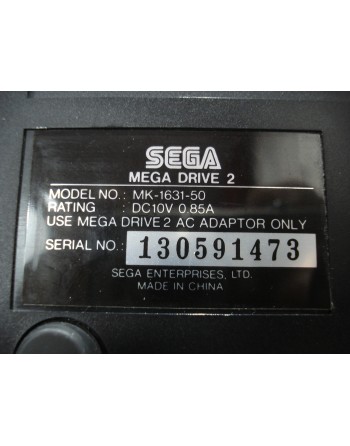 SEGA
MEGA DRIVE 2
MODEL NO.: MK-1631-50
RATING : DC10V 0.85A
USE MEGA DRIVE 2 AC ADAPTOR ONLY
SERIAL NO.: 130591473
SEGA ENTERPRISES, LTD.
MADE IN CHINA